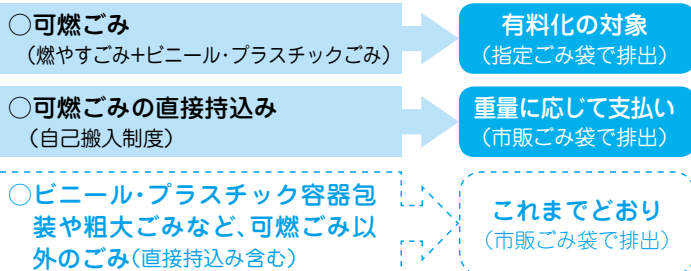 ○可燃ごみ
（燃やすごみ+ビニール・プラスチックごみ）
有料化の対象
（指定ごみ袋で排出）
○可燃ごみの直接持込み
（自己搬入制度）
重量に応じて支払い
（市販ごみ袋で排出）
○ビニール・プラスチック容器包
装や粗大ごみなど、可燃ごみ以
外のごみ（直接持込み含む）
これまでどおり
（市販ごみ袋で排出）